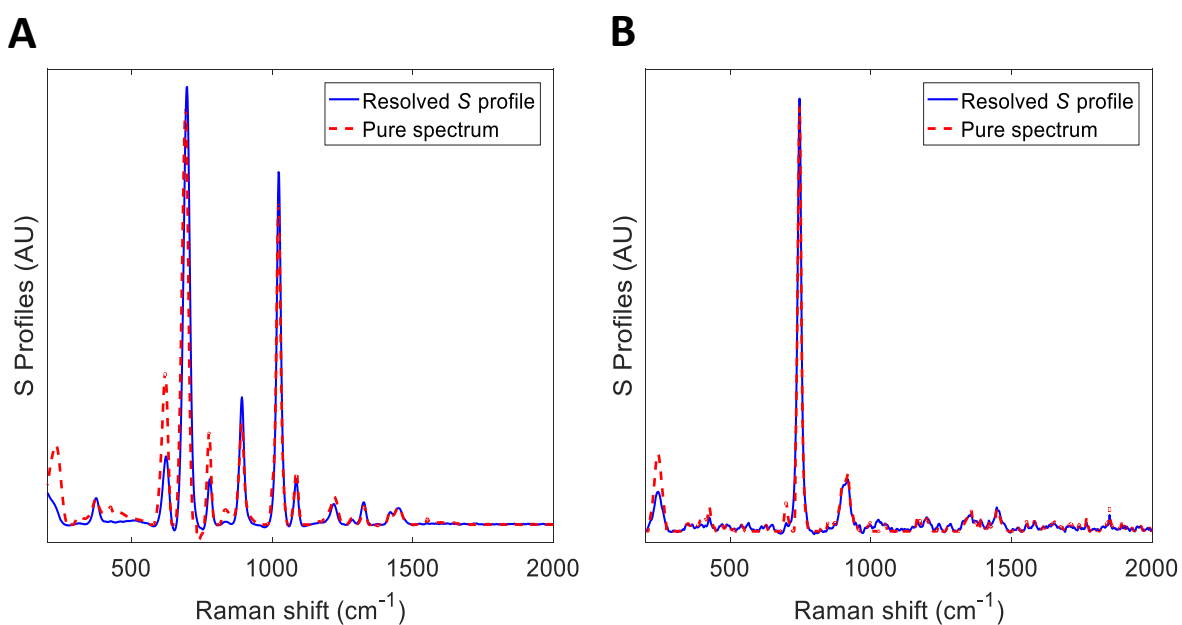 A
Resolved S profile
Pure spectrum
S Profiles (AU)
500 1000 1500 2000
Raman shift (cm⁻¹)
B
Resolved S profile
Pure spectrum
S Profiles (AU)
500 1000 1500 2000
Raman shift (cm⁻¹)